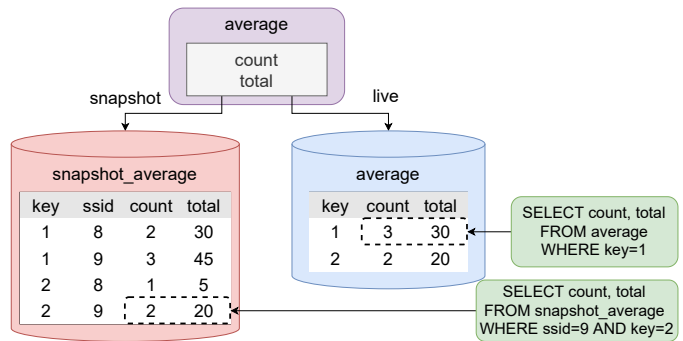 average
count
total
snapshot
live
snapshot_average
key ssid count total
1 8 2 30
1 9 3 45
2 8 1 5
2 9 2 20
average
key count total
1 3 30
2 2 20
SELECT count, total
FROM average
WHERE key=1
SELECT count, total
FROM snapshot_average
WHERE ssid=9 AND key=2